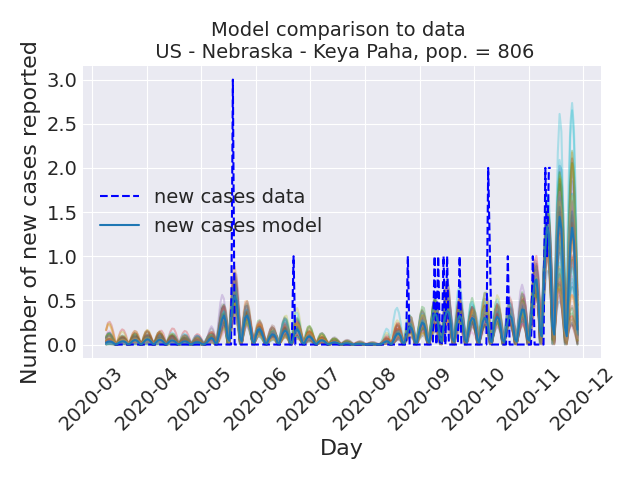 Model comparison to data
US - Nebraska - Keya Paha, pop. = 806
Number of new cases reported
3.0
2.5
2.0
1.5
1.0
0.5
0.0
new cases data
new cases model
2020-03
2020-04
2020-05
2020-06
2020-07
2020-08
2020-09
2020-10
2020-11
2020-12
Day